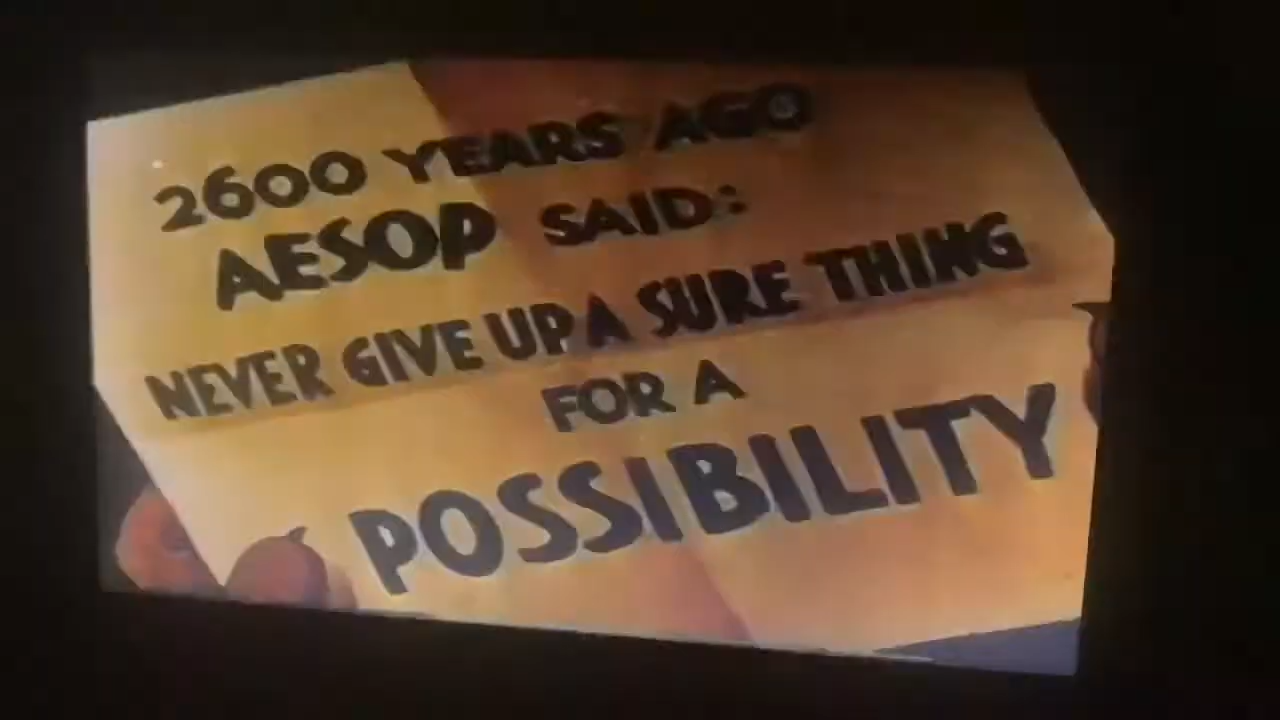 2600 YEARS AGO
AESOP SAID:
NEVER GIVE UP A SURE THING
FOR A
POSSIBILITY